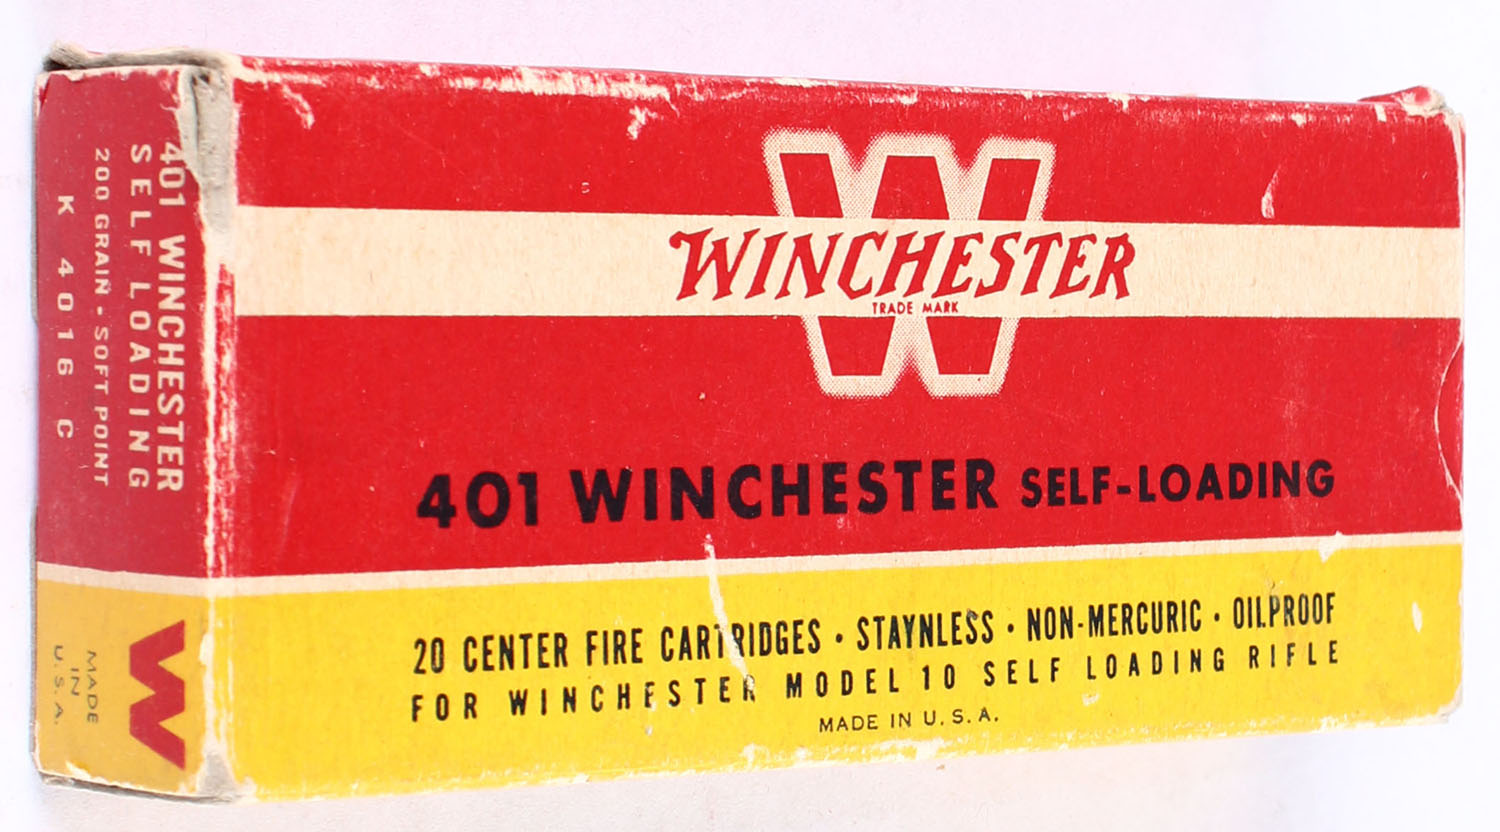 401 WINCHESTER
SELF LOADING
200 GRAIN - SOFT POINT
K 4016 C
W
MADE
IN
U.S.A.
W
WINCHESTER
TRADE MARK
401 WINCHESTER SELF-LOADING
20 CENTER FIRE CARTRIDGES · STAYNLESS · NON-MERCURIC · OILPROOF
FOR WINCHESTER MODEL 10 SELF LOADING RIFLE
MADE IN U.S.A.